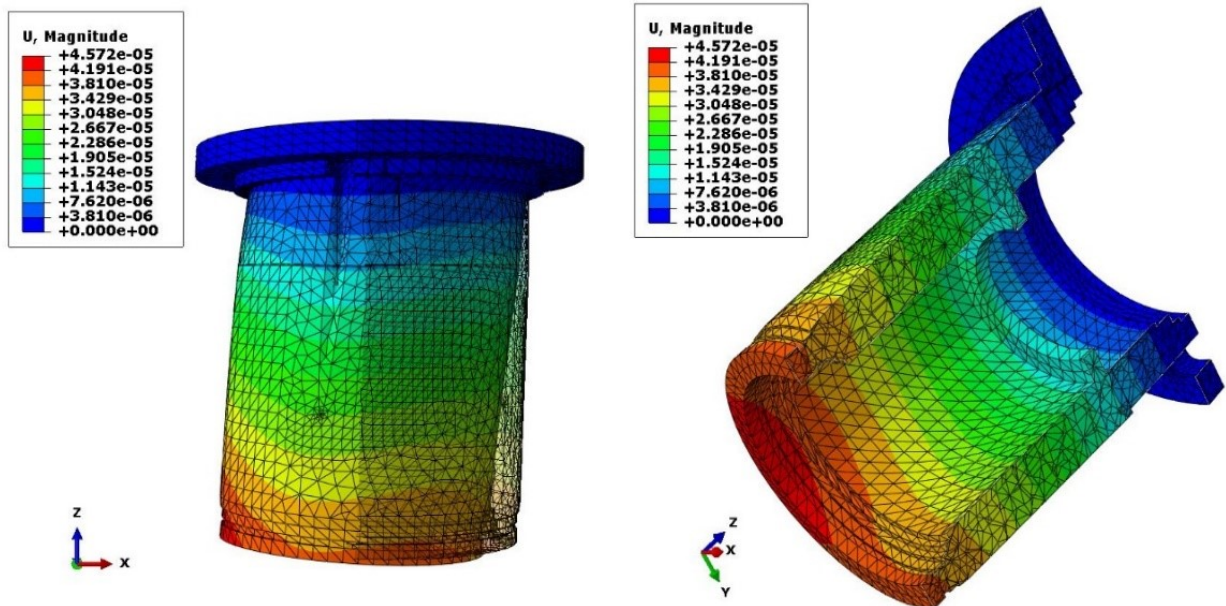 U, Magnitude
+4.572e-05
+4.191e-05
+3.810e-05
+3.429e-05
+3.048e-05
+2.667e-05
+2.286e-05
+1.905e-05
+1.524e-05
+1.143e-05
+7.620e-06
+3.810e-06
+0.000e+00
Z
X
U, Magnitude
+4.572e-05
+4.191e-05
+3.810e-05
+3.429e-05
+3.048e-05
+2.667e-05
+2.286e-05
+1.905e-05
+1.524e-05
+1.143e-05
+7.620e-06
+3.810e-06
+0.000e+00
Z
X
Y